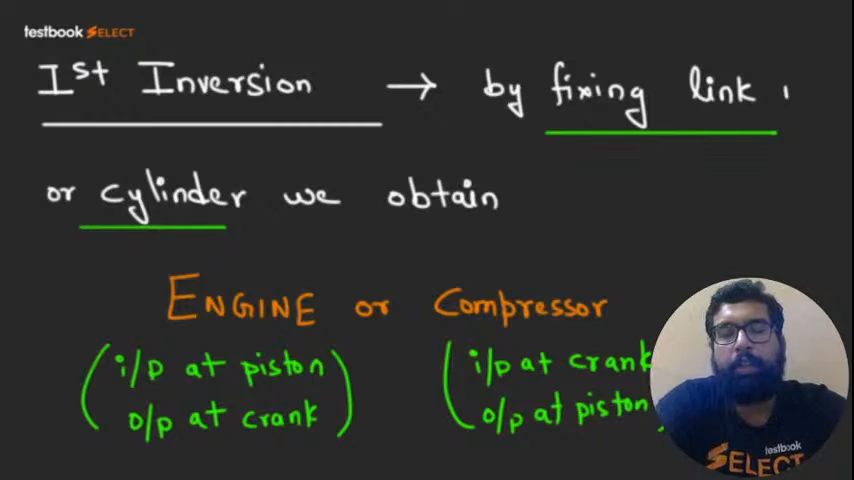 testbook SELECT
Ist Inversion → by fixing link 1
or cylinder we obtain
ENGINE or Compressor
(i/p at piston (i/p at crank
o/p at crank) o/p at piston
testbook
SELECT